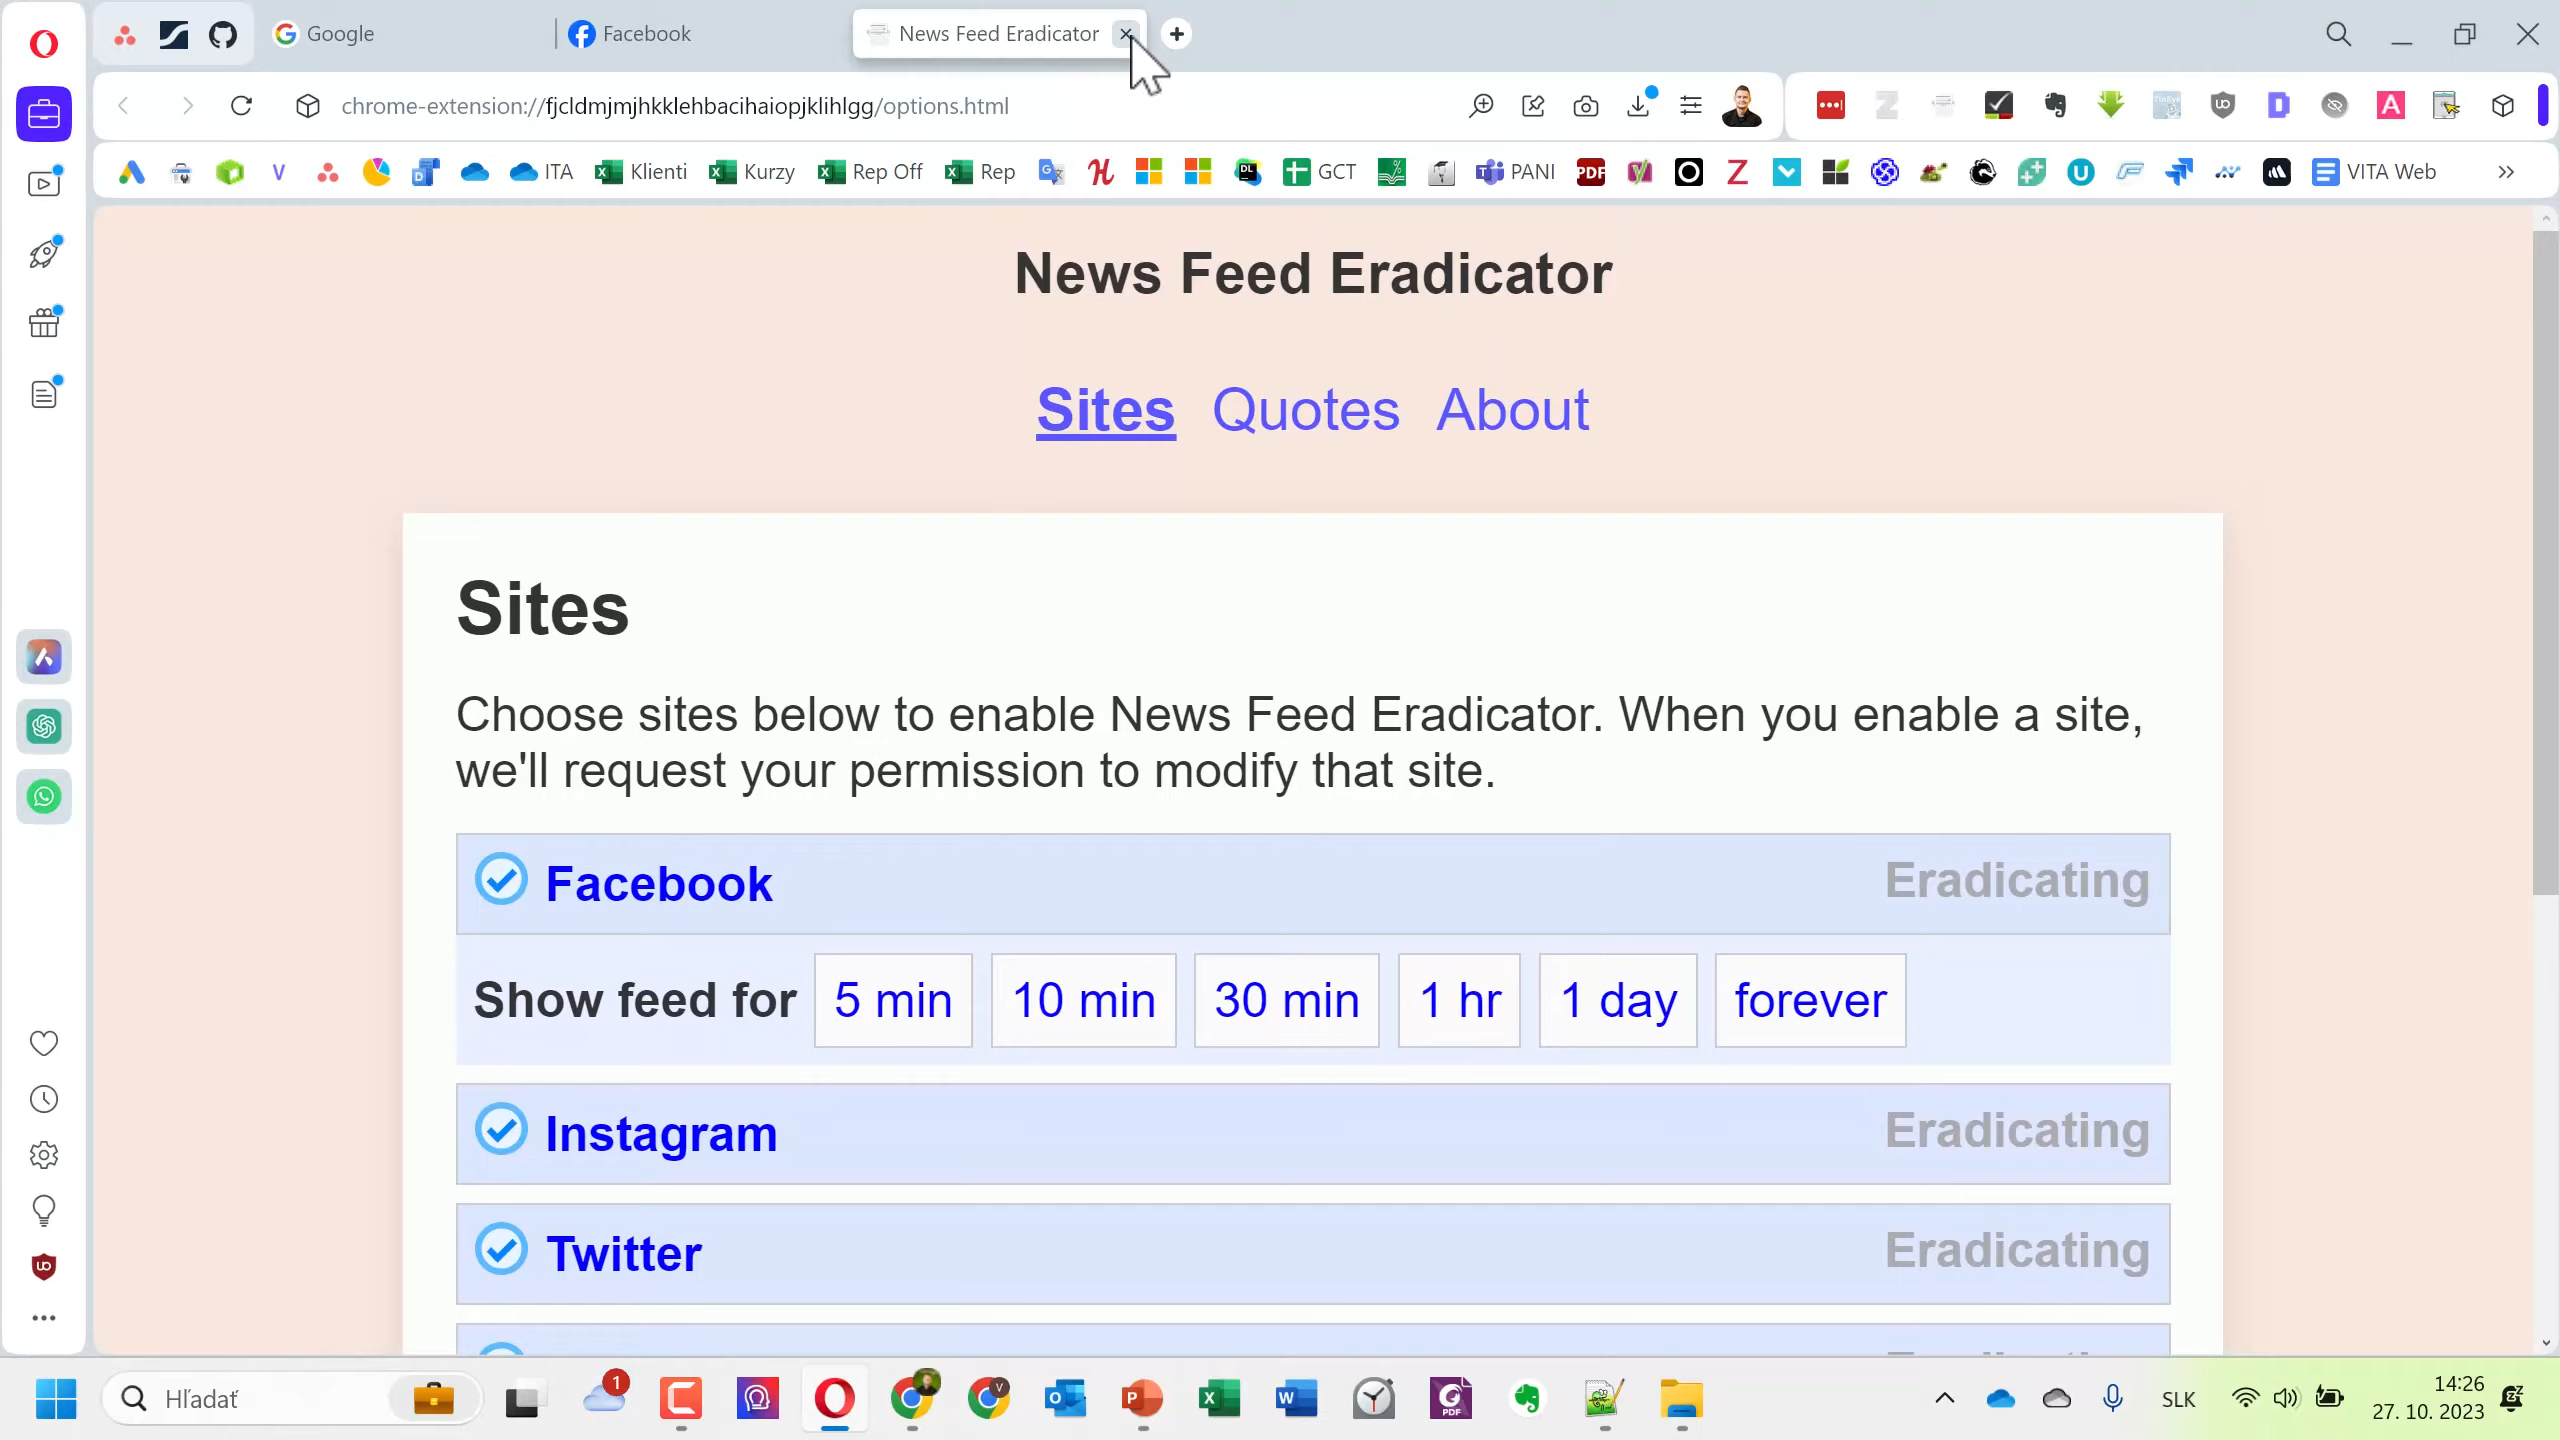 Google
Facebook
News Feed Eradicator
chrome-extension://fjcldmjmjhkklehbacihaiopjklihlgg/options.html
ITA
Klienti
Kurzy
Rep Off
Rep
GCT
PANI
PDF
VITA Web
News Feed Eradicator
Sites Quotes About
Sites
Choose sites below to enable News Feed Eradicator. When you enable a site,
we'll request your permission to modify that site.
Facebook Eradicating
Show feed for 5 min 10 min 30 min 1 hr 1 day forever
Instagram Eradicating
Twitter Eradicating
Hľadať
1
SLK
14:26
27. 10. 2023